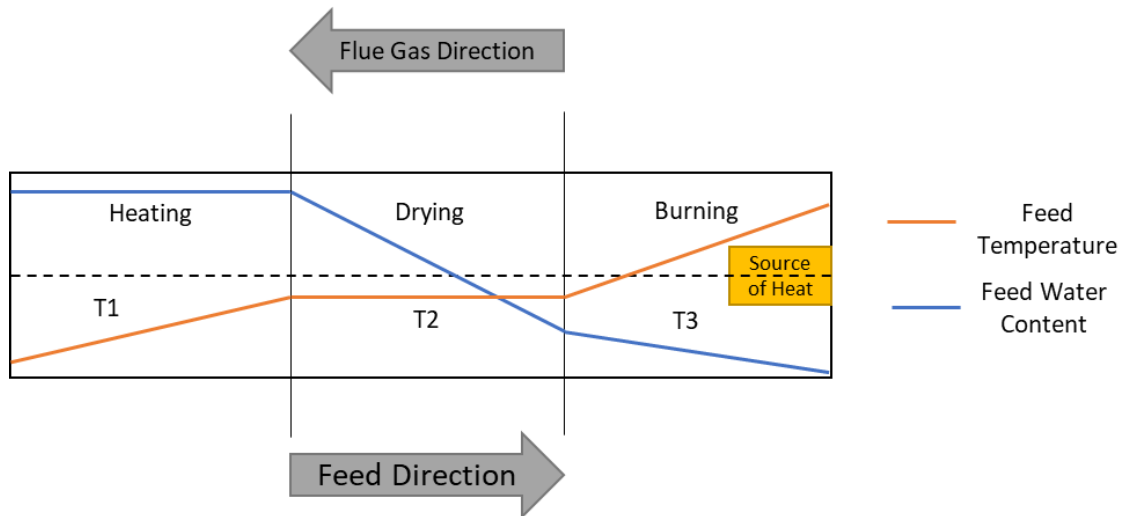 Flue Gas Direction
Heating
Drying
Burning
Feed
Temperature
Source
of Heat
Feed Water
Content
T1
T2
T3
Feed Direction